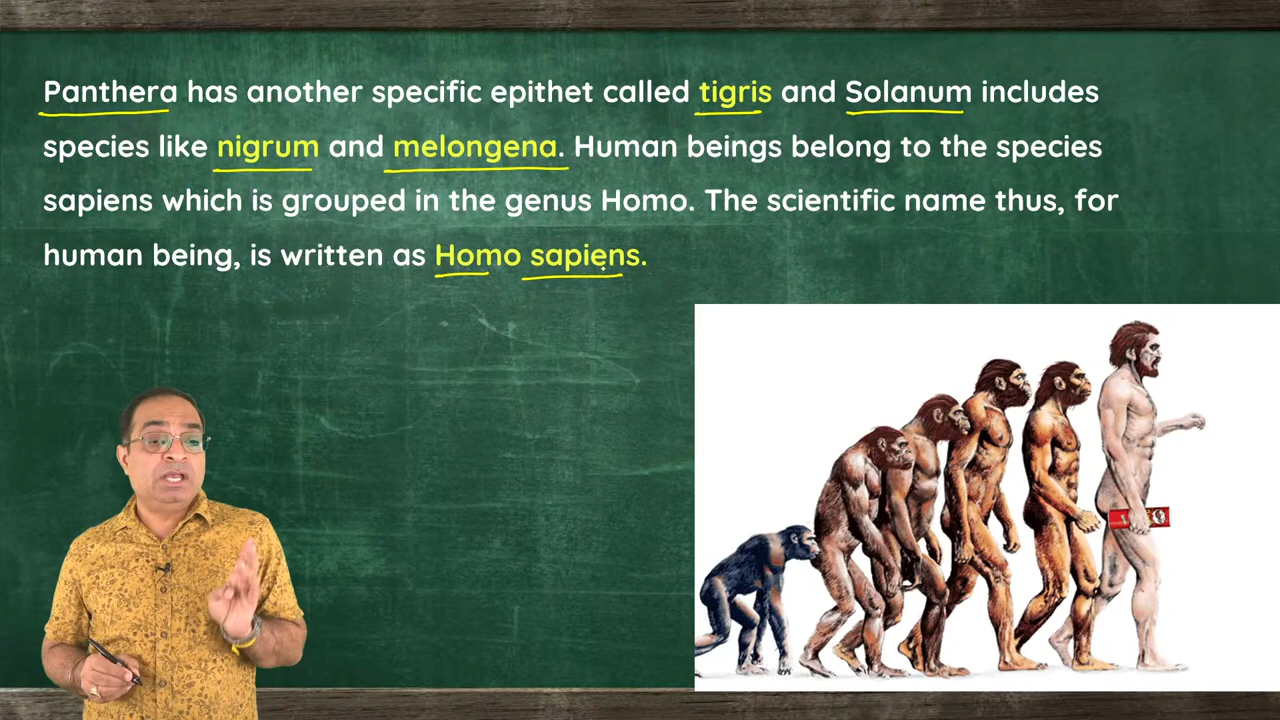 Panthera has another specific epithet called tigris and Solanum includes
species like nigrum and melongena. Human beings belong to the species
sapiens which is grouped in the genus Homo. The scientific name thus, for
human being, is written as Homo sapiens.